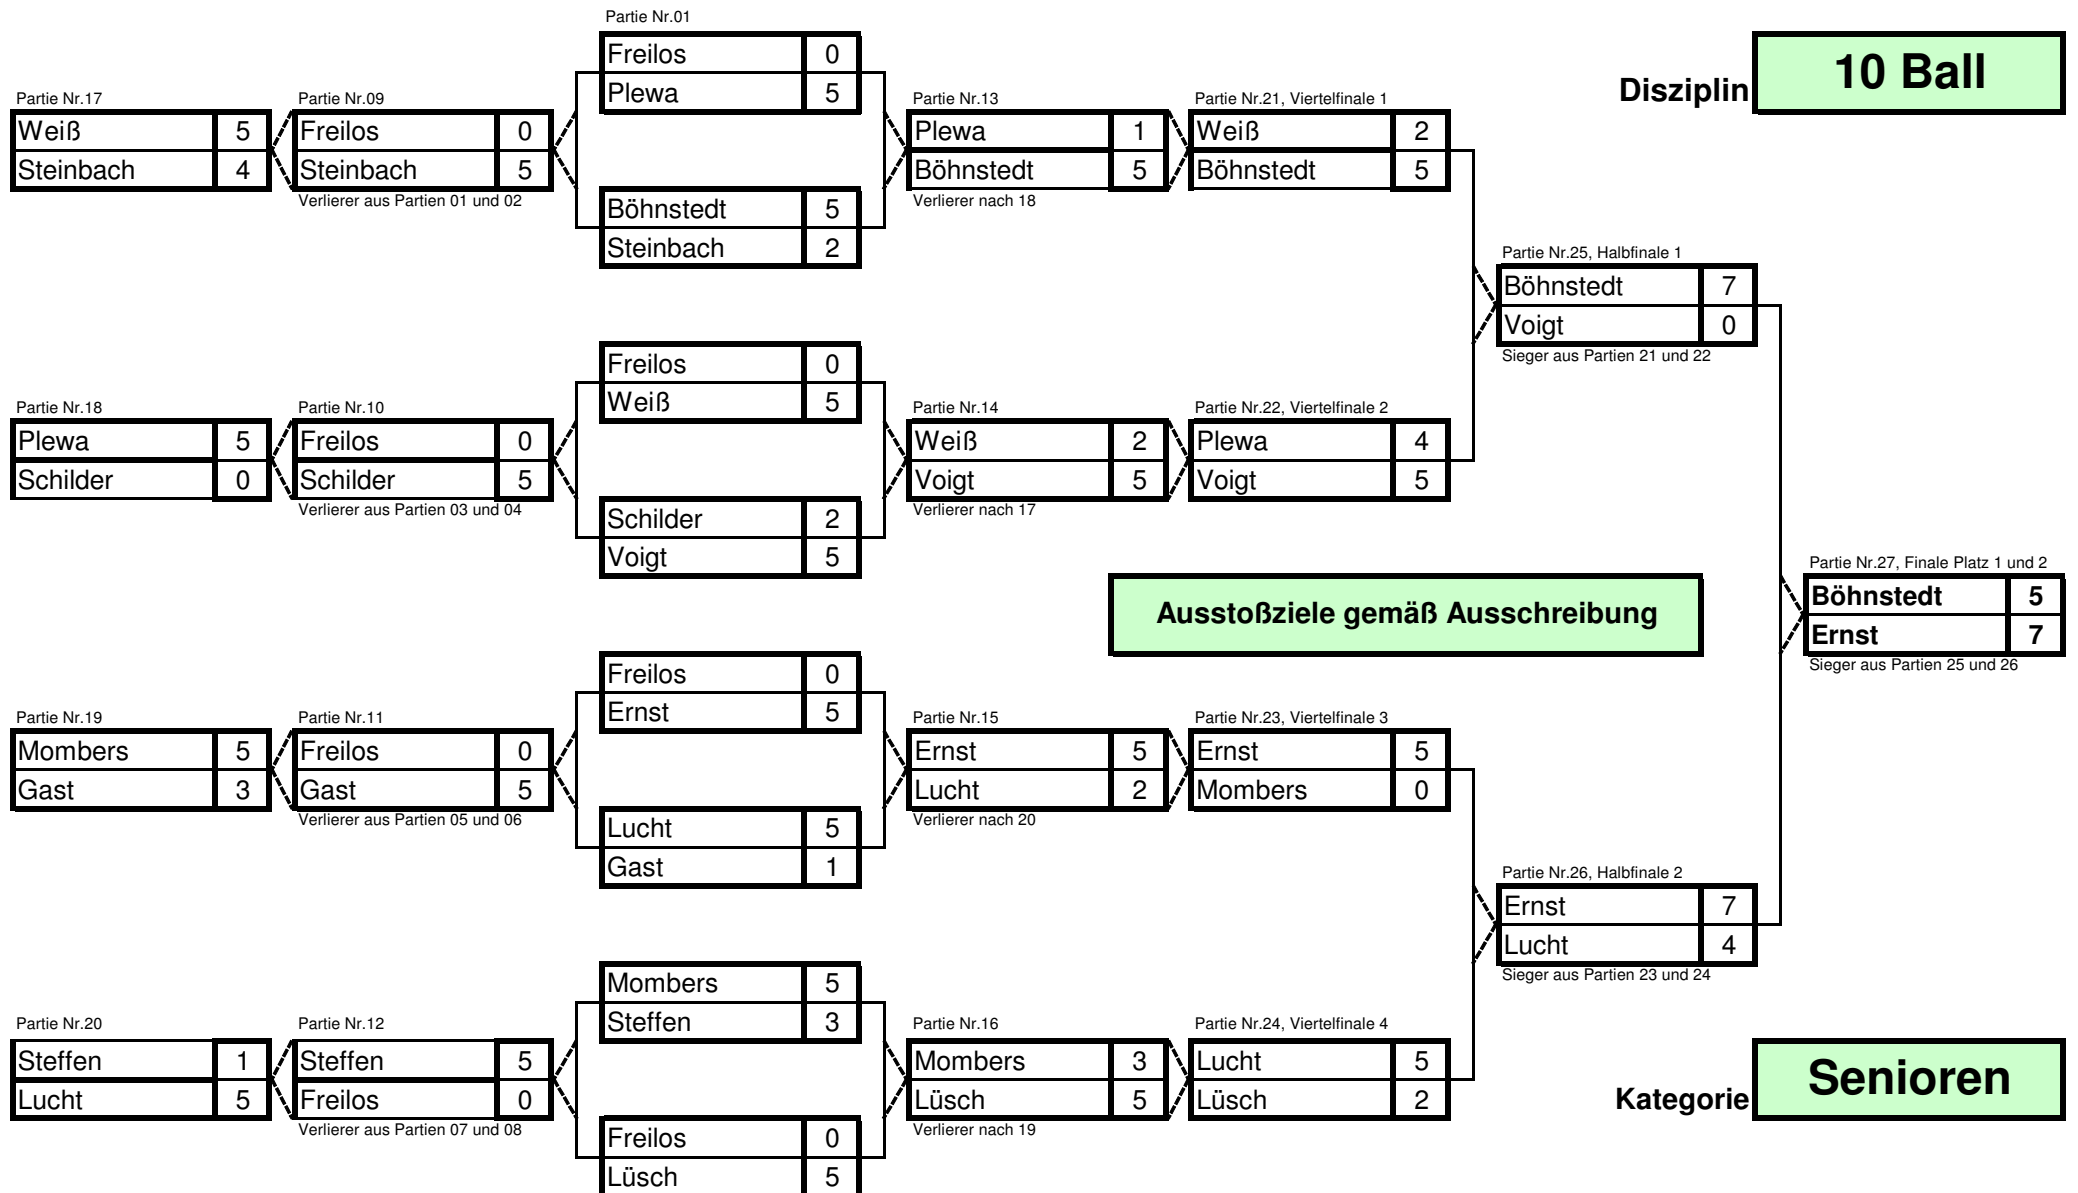 Partie Nr.01
Freilos 0
Plewa 5
Disziplin 10 Ball
Partie Nr.17 Partie Nr.09 Partie Nr.13 Partie Nr.21, Viertelfinale 1
Weiß 5 Freilos 0 Plewa 1 Weiß 2
Steinbach 4 Steinbach 5 Böhnstedt 5 Böhnstedt 5
Verlierer aus Partien 01 und 02 Verlierer nach 18
Böhnstedt 5
Steinbach 2
Partie Nr.25, Halbfinale 1
Böhnstedt 7
Voigt 0
Sieger aus Partien 21 und 22
Freilos 0
Weiß 5
Partie Nr.18 Partie Nr.10 Partie Nr.14 Partie Nr.22, Viertelfinale 2
Plewa 5 Freilos 0 Weiß 2 Plewa 4
Schilder 0 Schilder 5 Voigt 5 Voigt 5
Verlierer aus Partien 03 und 04 Verlierer nach 17
Schilder 2
Voigt 5
Partie Nr.27, Finale Platz 1 und 2
Ausstoßziele gemäß Ausschreibung
Böhnstedt 5
Ernst 7
Sieger aus Partien 25 und 26
Freilos 0
Ernst 5
Partie Nr.19 Partie Nr.11 Partie Nr.15 Partie Nr.23, Viertelfinale 3
Mombers 5 Freilos 0 Ernst 5 Ernst 5
Gast 3 Gast 5 Lucht 2 Mombers 0
Verlierer aus Partien 05 und 06 Verlierer nach 20
Lucht 5
Gast 1
Partie Nr.26, Halbfinale 2
Ernst 7
Lucht 4
Sieger aus Partien 23 und 24
Mombers 5
Steffen 3
Partie Nr.20 Partie Nr.12 Partie Nr.16 Partie Nr.24, Viertelfinale 4
Steffen 1 Steffen 5 Mombers 3 Lucht 5
Lucht 5 Freilos 0 Lüsch 5 Lüsch 2
Kategorie Senioren
Verlierer aus Partien 07 und 08 Verlierer nach 19
Freilos 0
Lüsch 5